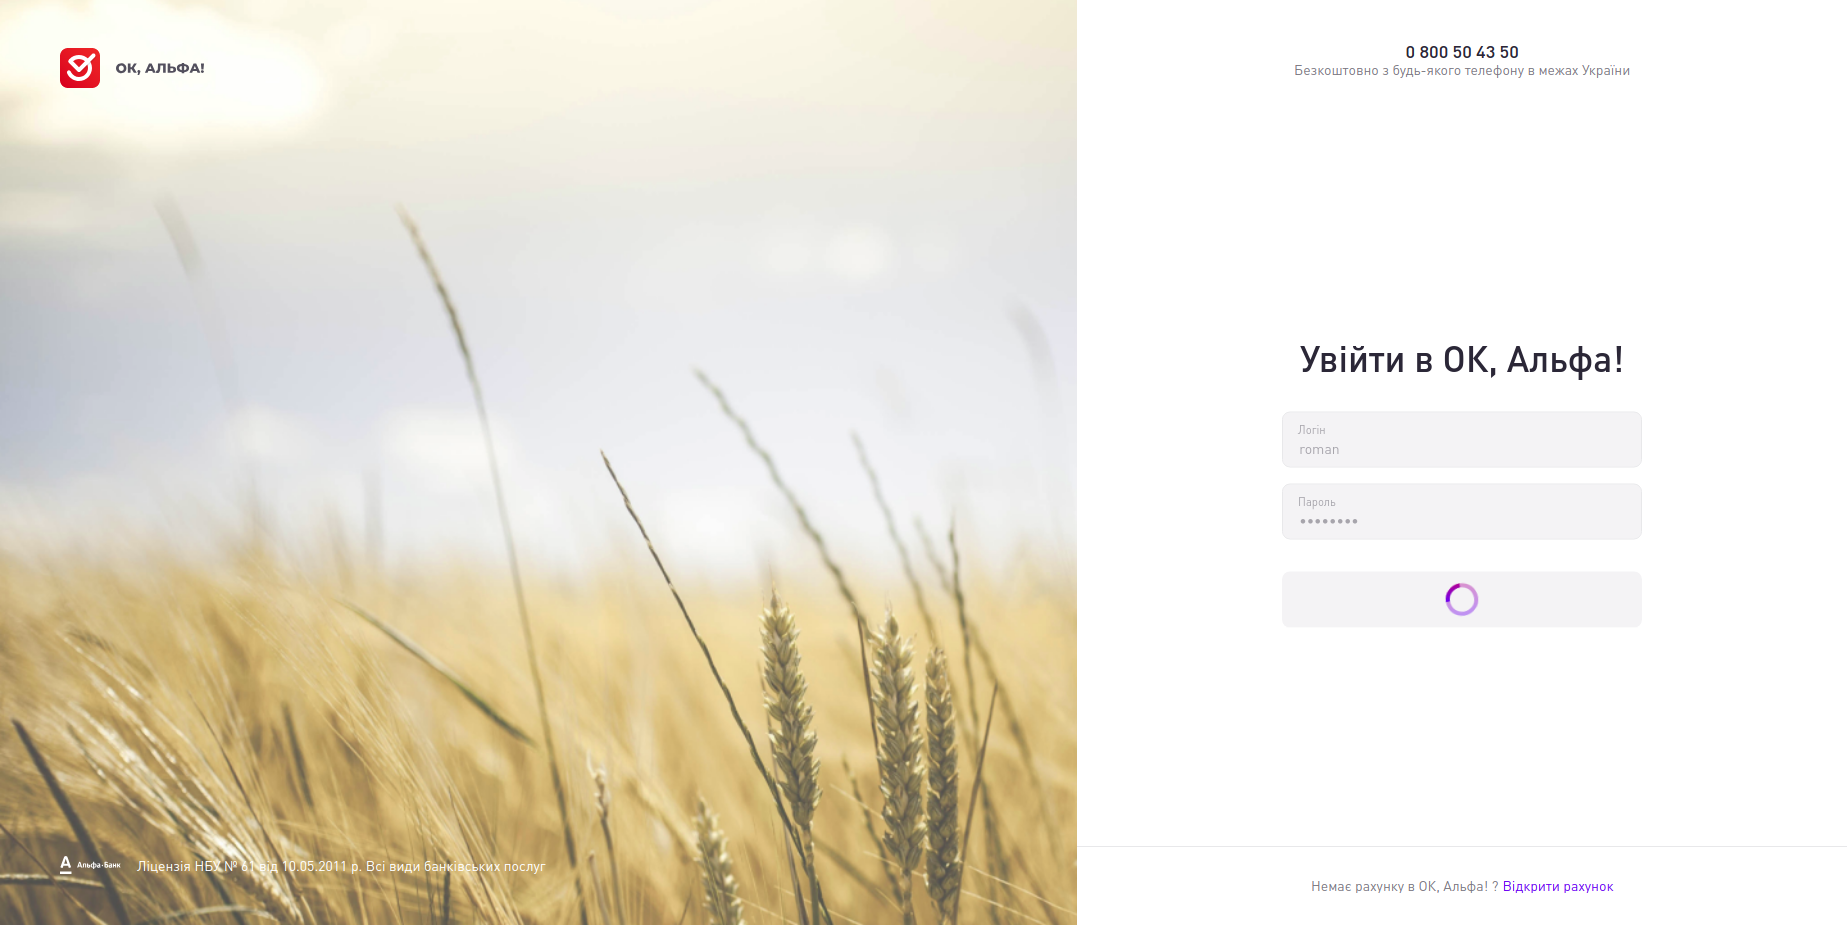 ОК, АЛЬФА!
0 800 50 43 50
Безкоштовно з будь-якого телефону в межах України
Увійти в ОК, Альфа!
Логін
roman
Пароль
••••••••
А Альфа·Банк Ліцензія НБУ № 61 від 10.05.2011 р. Всі види банківських послуг
Немає рахунку в ОК, Альфа! ? Відкрити рахунок